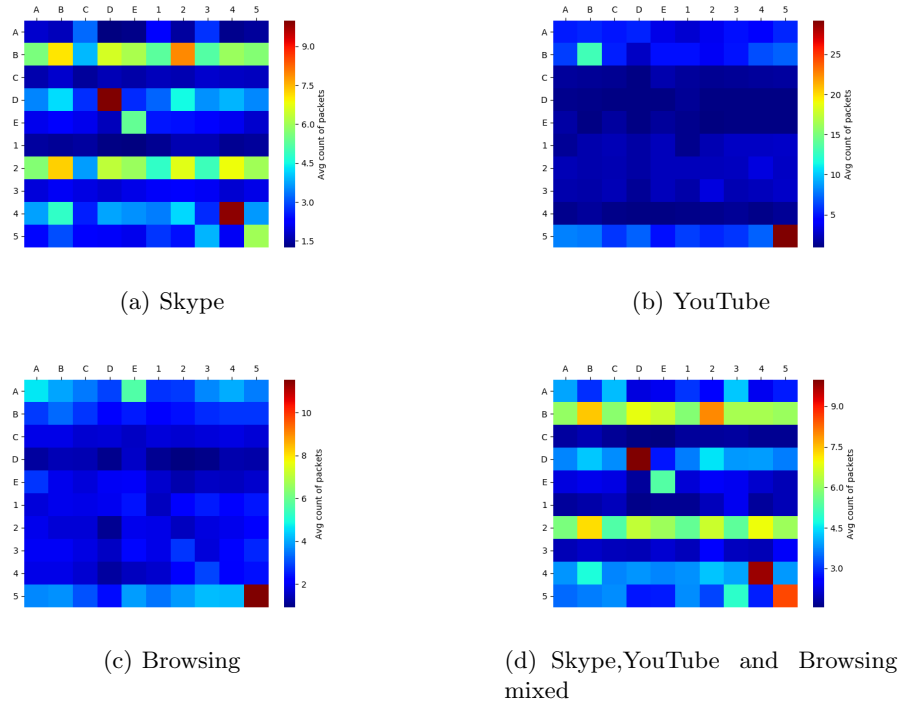 A B C D E 1 2 3 4 5
A
B
C
D
E
1
2
3
4
5
9.0
7.5
6.0
4.5
3.0
1.5
Avg count of packets
(a) Skype
A B C D E 1 2 3 4 5
A
B
C
D
E
1
2
3
4
5
25
20
15
10
5
Avg count of packets
(b) YouTube
A B C D E 1 2 3 4 5
A
B
C
D
E
1
2
3
4
5
10
8
6
4
2
Avg count of packets
(c) Browsing
A B C D E 1 2 3 4 5
A
B
C
D
E
1
2
3
4
5
9.0
7.5
6.0
4.5
3.0
Avg count of packets
(d) Skype,YouTube and Browsing
mixed